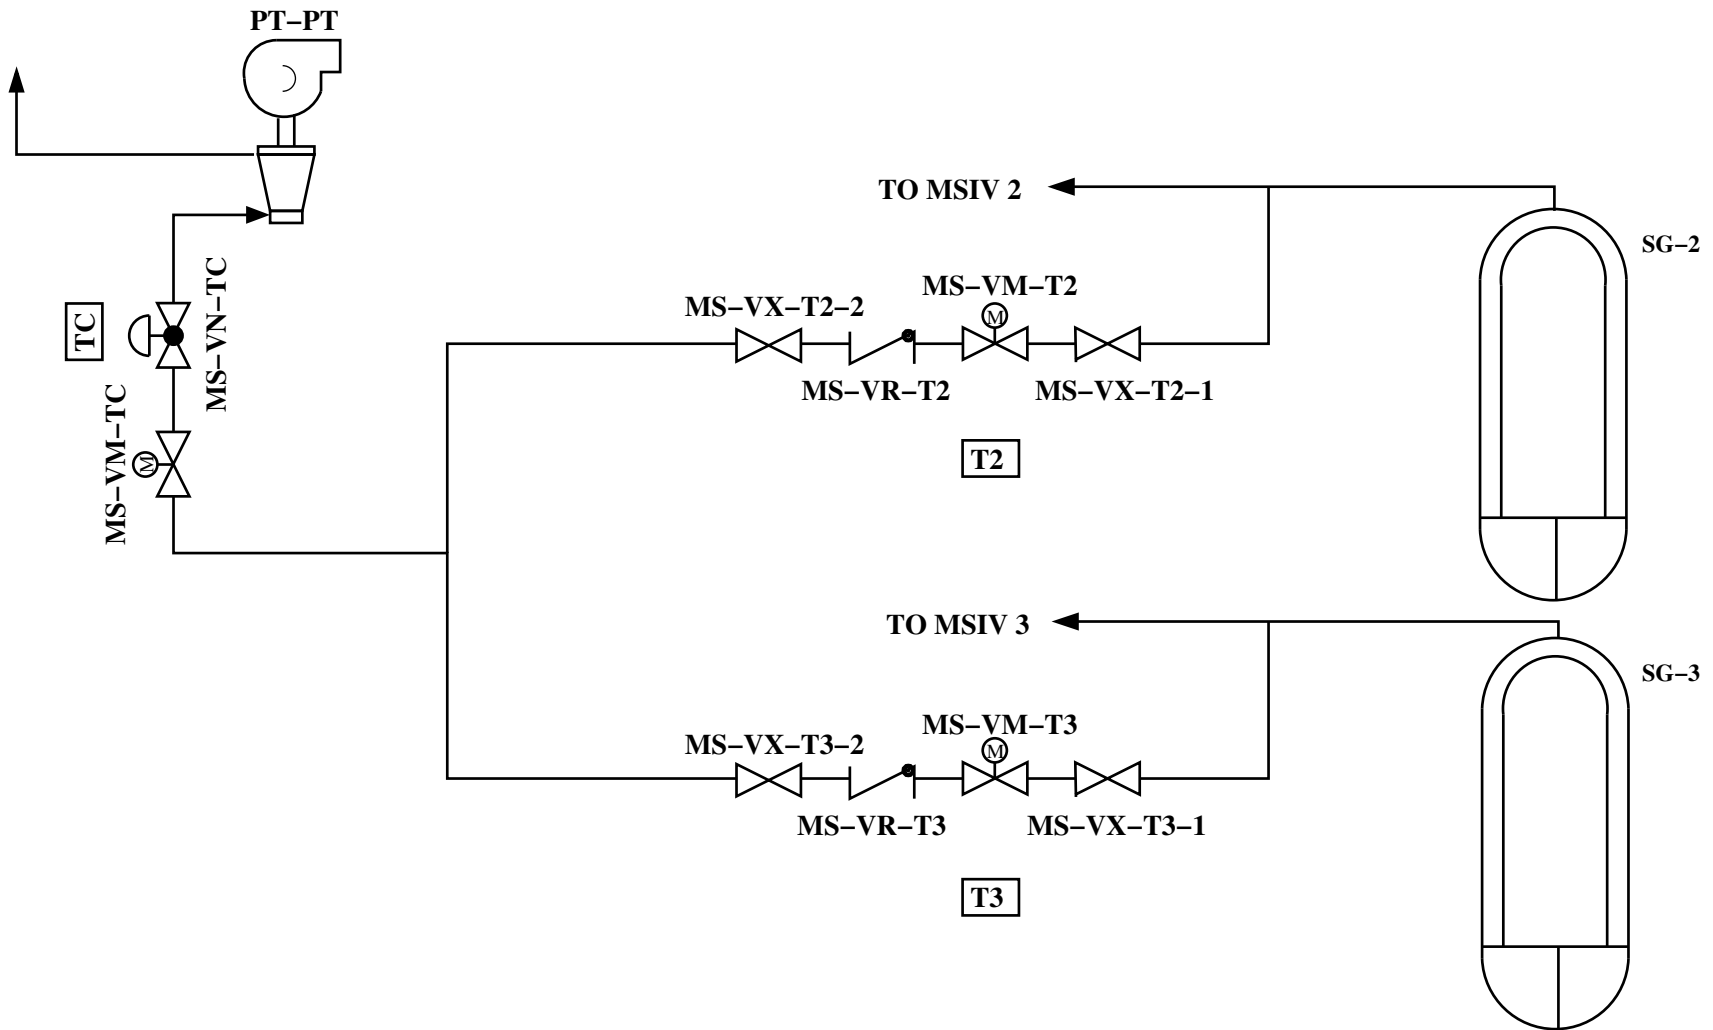 PT–PT
TO MSIV 2
SG–2
MS–VM–T2
MS–VX–T2–2
M
TC
MS–VN–TC
MS–VR–T2
MS–VX–T2–1
MS–VM–TC
M
T2
TO MSIV 3
SG–3
MS–VM–T3
MS–VX–T3–2
M
MS–VR–T3
MS–VX–T3–1
T3